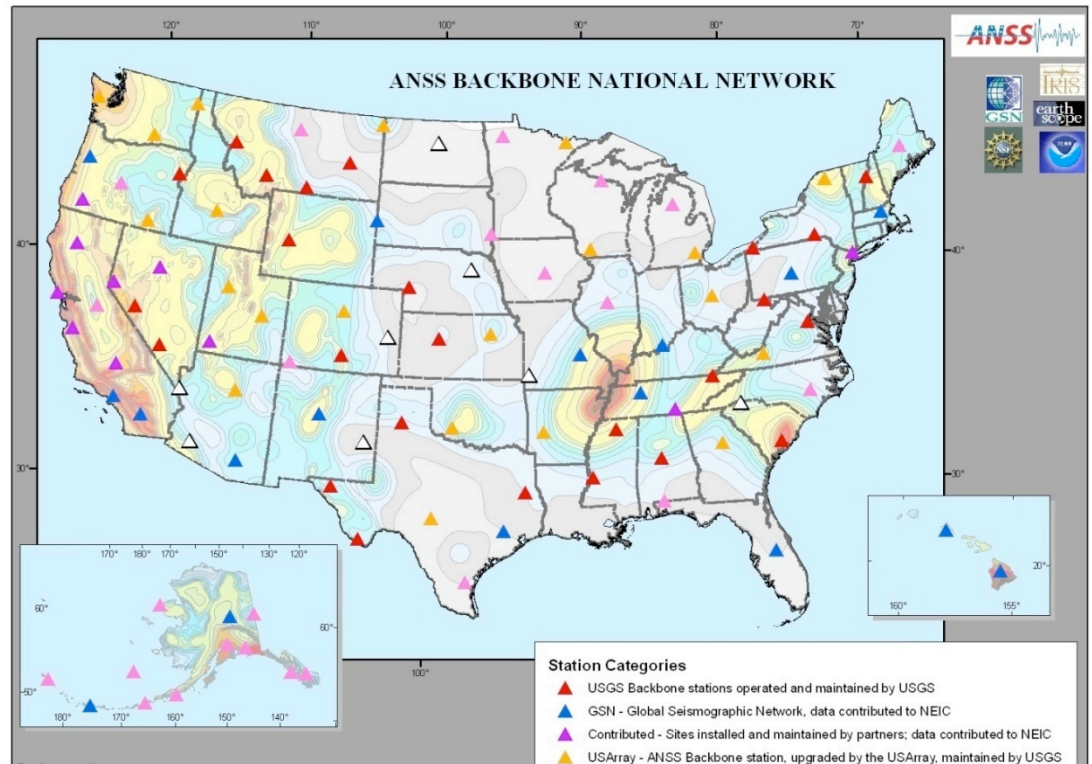 120° 110° 100° 90° 80° 70°
ANSS
ANSS BACKBONE NATIONAL NETWORK
IRIS
GSN
earth
scope
NSF
40° 40°
30° 30°
170° 180° 170° 160° 150° 140° 130° 120°
60° 60°
50°
180° 170° 160° 150° 140°
100°
20°
160° 155°
Station Categories
USGS Backbone stations operated and maintained by USGS
GSN - Global Seismographic Network, data contributed to NEIC
Contributed - Sites installed and maintained by partners; data contributed to NEIC
USArray - ANSS Backbone station, upgraded by the USArray, maintained by USGS